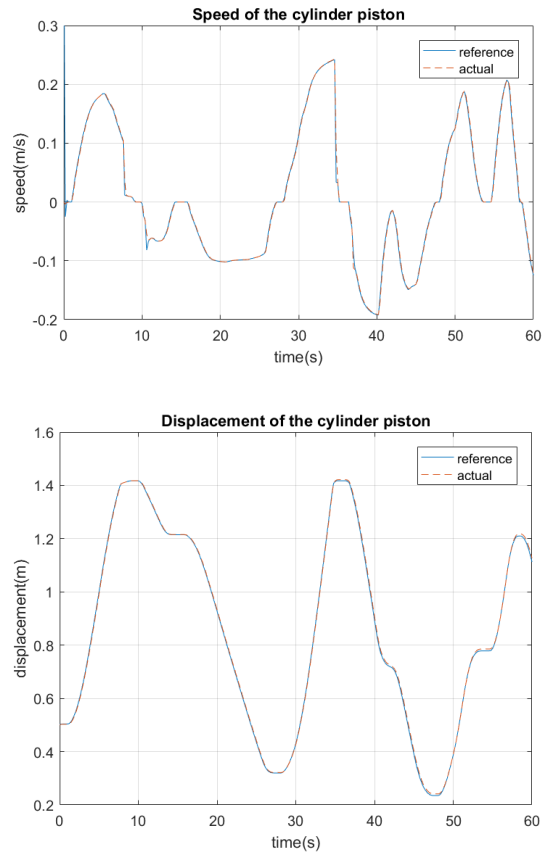 Speed of the cylinder piston
0.3
0.2
0.1
0
-0.1
-0.2
speed(m/s)
reference
actual
0 10 20 30 40 50 60
time(s)
Displacement of the cylinder piston
1.6
1.4
1.2
1
0.8
0.6
0.4
0.2
displacement(m)
reference
actual
0 10 20 30 40 50 60
time(s)